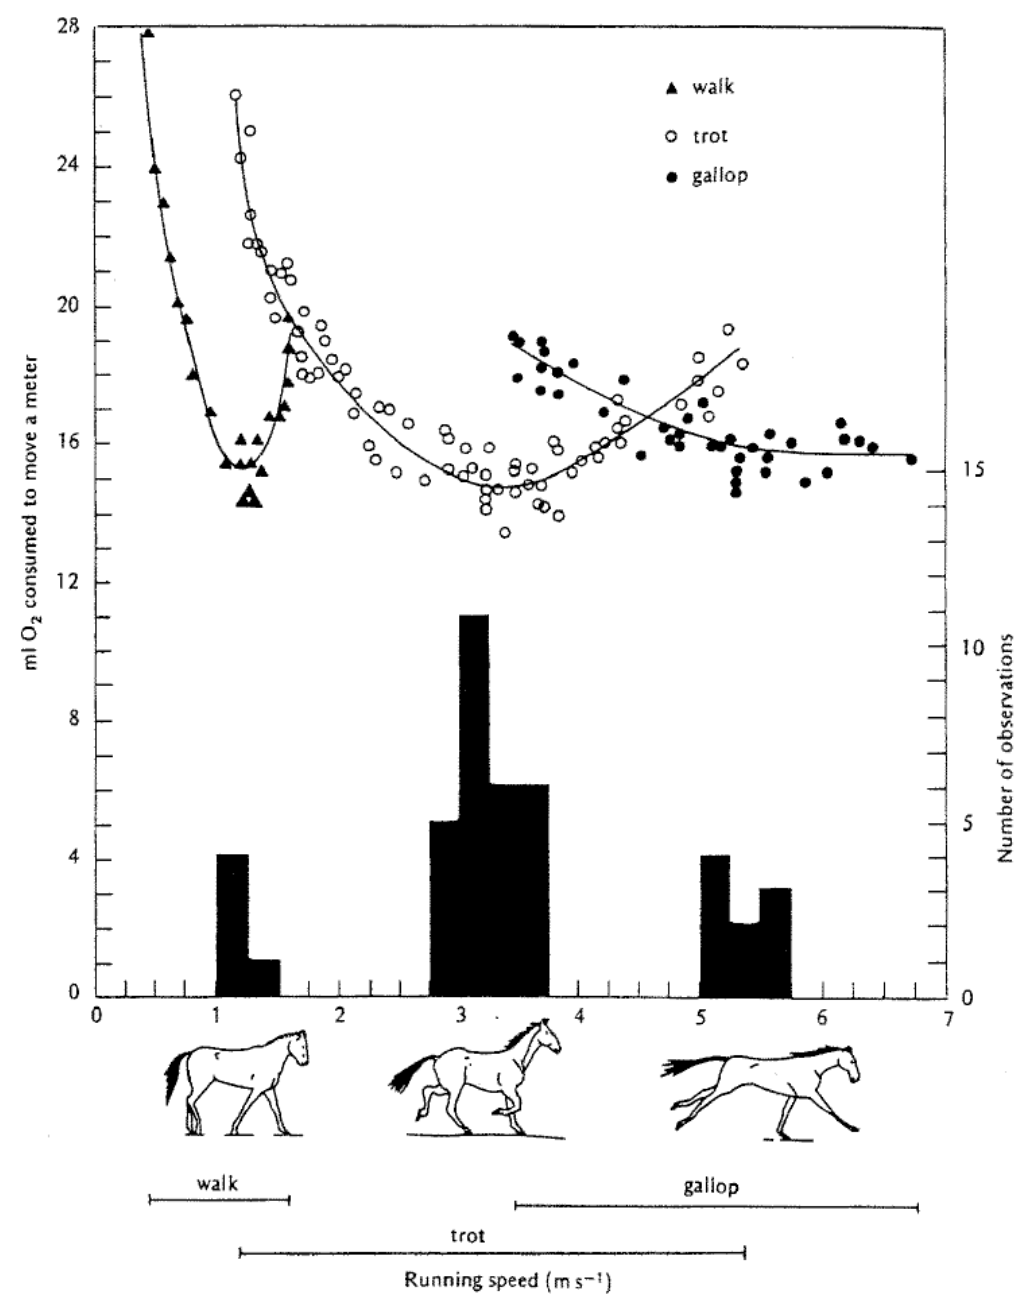 28
24
20
16
12
8
4
0
ml O₂ consumed to move a meter
walk
trot
gallop
15
10
5
0
Number of observations
0 1 2 3 4 5 6 7
walk
gallop
trot
Running speed (m s⁻¹)